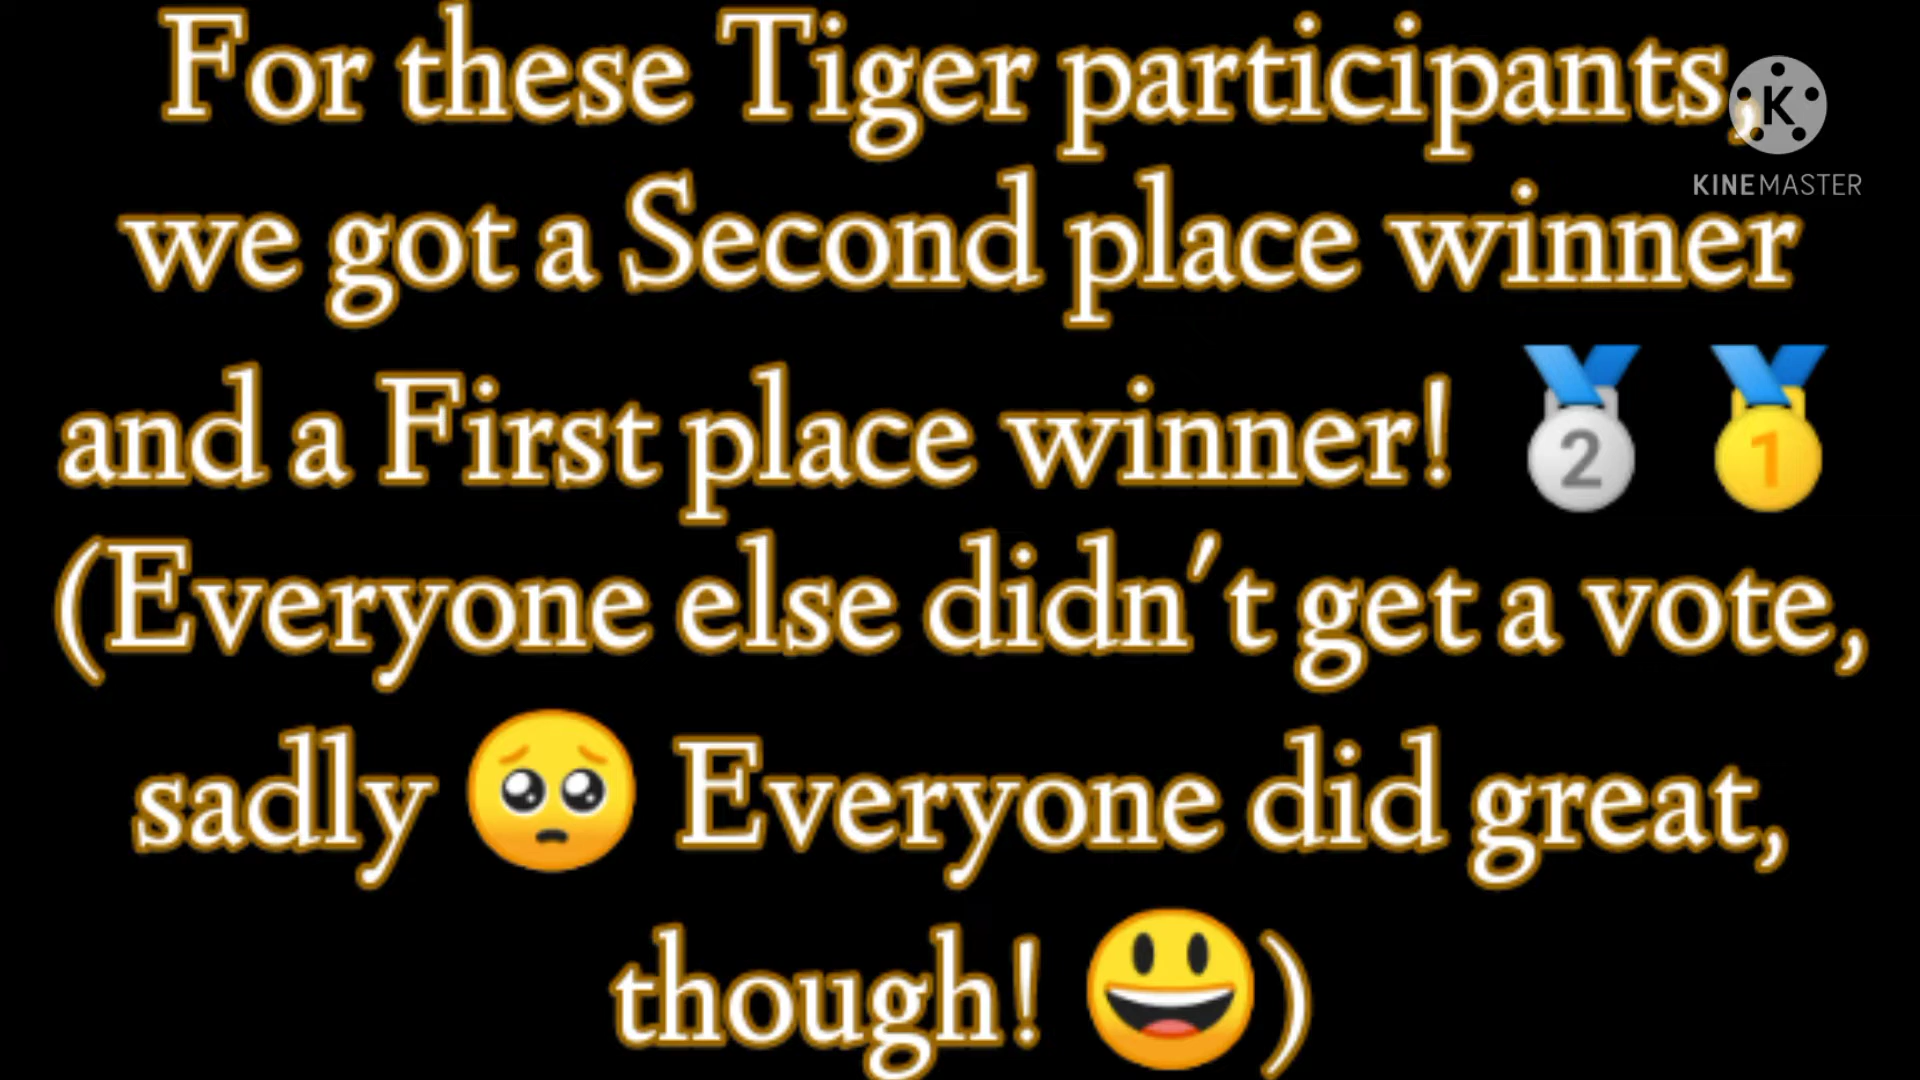 For these Tiger participants,
K
KINEMASTER
we got a Second place winner
and a First place winner! 🥈 🥇
(Everyone else didn't get a vote,
sadly 🥺 Everyone did great,
though! 😃)